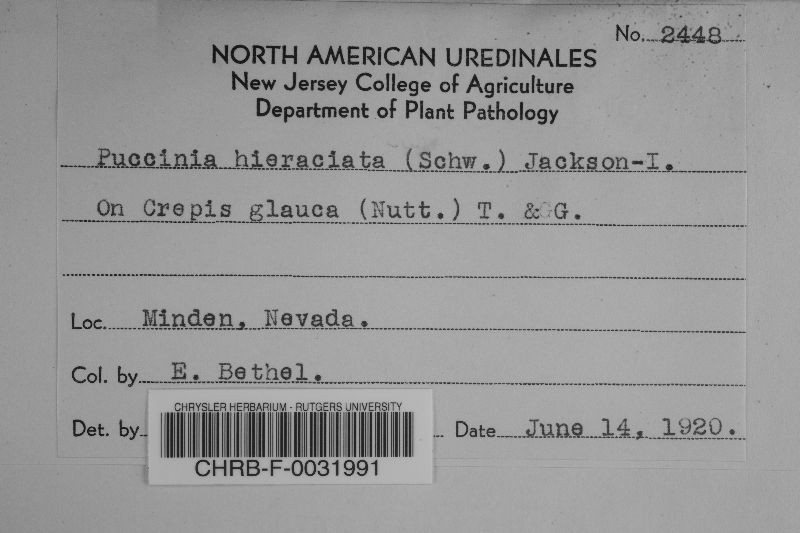 No. 2448
NORTH AMERICAN UREDINALES
New Jersey College of Agriculture
Department of Plant Pathology
Puccinia hieraciata (Schw.) Jackson-I.
On Crepis glauca (Nutt.) T. & G.
Loc. Minden, Nevada.
Col. by E. Bethel.
Det. by
Date June 14, 1920.
CHRYSLER HERBARIUM - RUTGERS UNIVERSITY
CHRB-F-0031991